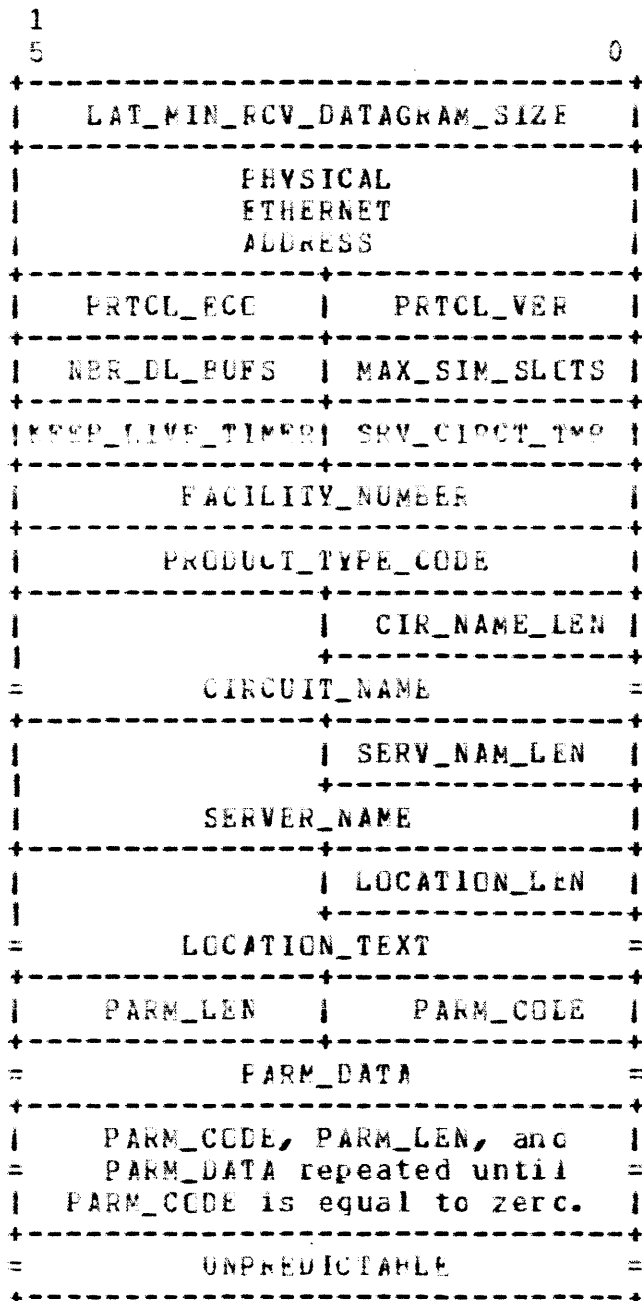 1
5 0
LAT_MIN_RCV_DATAGRAM_SIZE
PHYSICAL
ETHERNET
ADDRESS
PRTCL_ECO | PRTCL_VER
NBR_DL_BUFS | MAX_SIM_SLOTS
KEEP_LIVE_TIMER| SRV_CIRCT_TMR
FACILITY_NUMBER
PRODUCT_TYPE_CODE
CIR_NAME_LEN
CIRCUIT_NAME
SERV_NAM_LEN
SERVER_NAME
LOCATION_LEN
LOCATION_TEXT
PARM_LEN | PARM_CODE
PARM_DATA
PARM_CODE, PARM_LEN, and
PARM_DATA repeated until
PARM_CODE is equal to zero.
UNPREDICTABLE